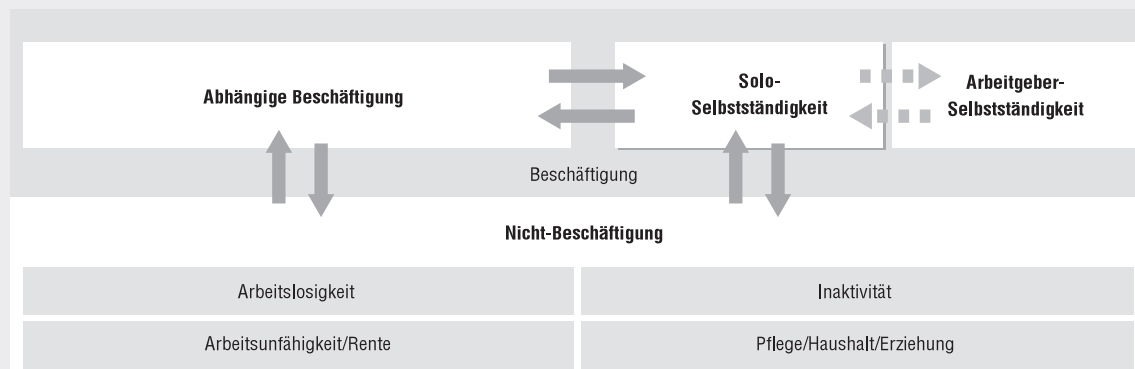 Abhängige Beschäftigung
Solo-
Selbstständigkeit
Arbeitgeber-
Selbstständigkeit
Beschäftigung
Nicht-Beschäftigung
Arbeitslosigkeit
Inaktivität
Arbeitsunfähigkeit/Rente
Pflege/Haushalt/Erziehung